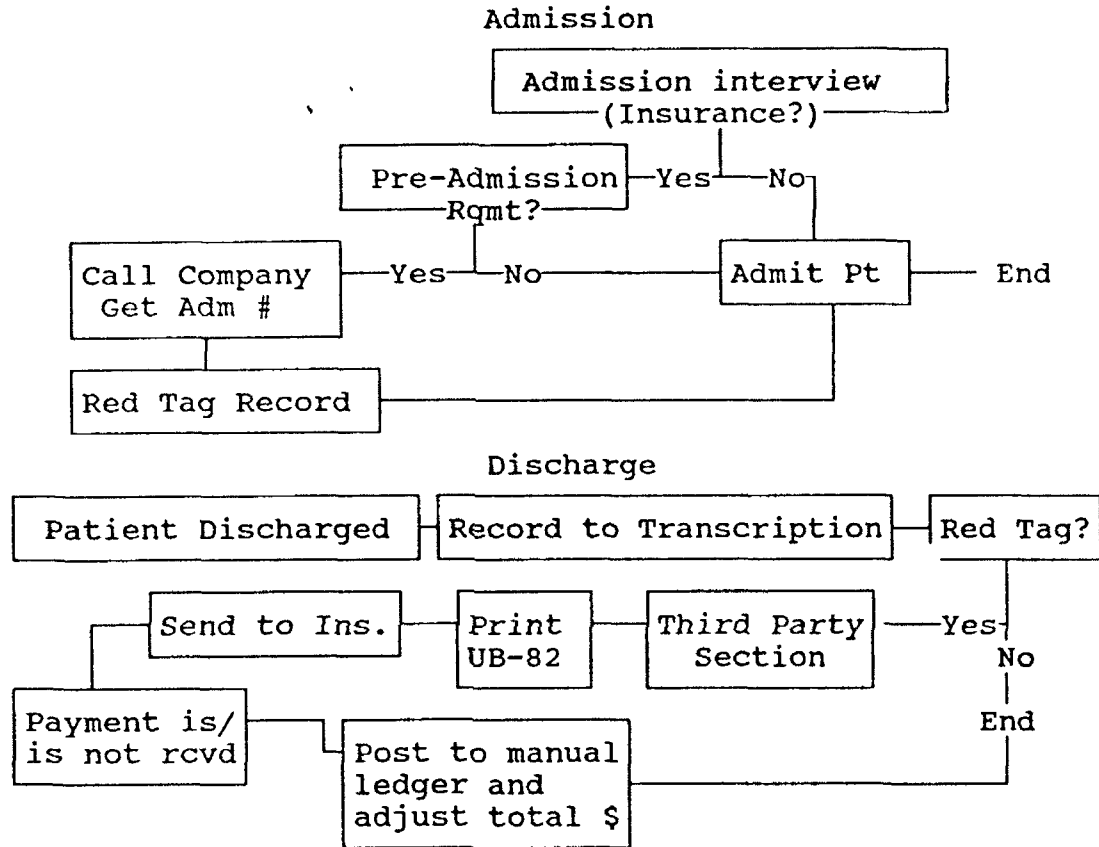 Admission
Admission interview
(Insurance?)
Pre-Admission
Rqmt?
Yes
No
Call Company
Get Adm #
Yes
No
Admit Pt
End
Red Tag Record
Discharge
Patient Discharged
Record to Transcription
Red Tag?
Send to Ins.
Print
UB-82
Third Party
Section
Yes
No
End
Payment is/
is not rcvd
Post to manual
ledger and
adjust total $